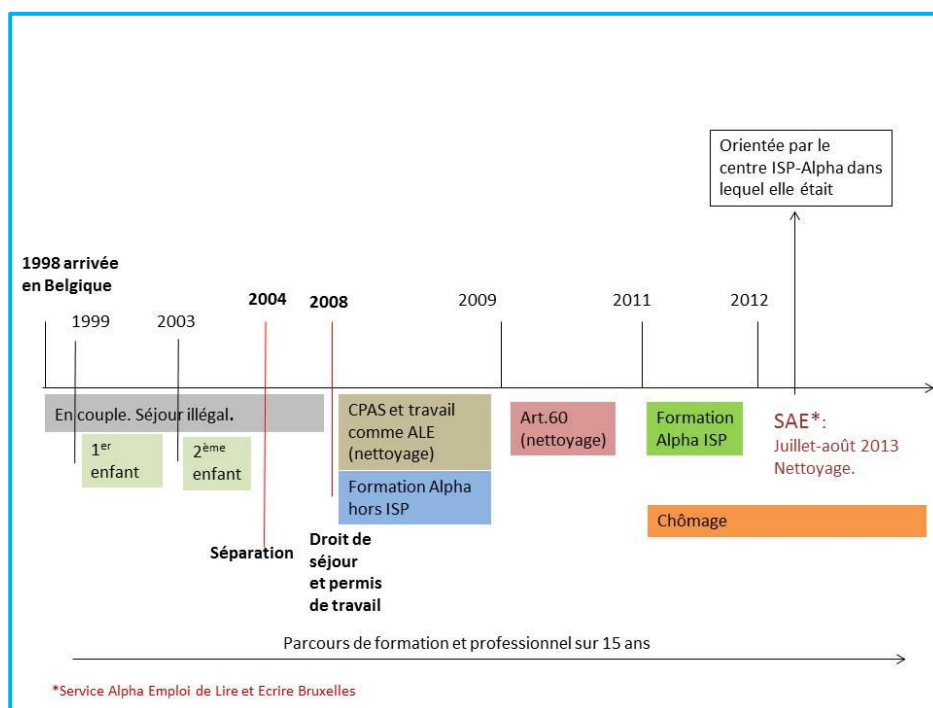 Orientée par le
centre ISP-Alpha dans
lequel elle était
1998 arrivée
en Belgique
1999
2003
2004
2008
2009
2011
2012
En couple. Séjour illégal.
1er
enfant
2ème
enfant
CPAS et travail
comme ALE
(nettoyage)
Formation Alpha
hors ISP
Art.60
(nettoyage)
Formation
Alpha ISP
SAE*:
Juillet-août 2013
Nettoyage.
Chômage
Séparation
Droit de
séjour
et permis
de travail
Parcours de formation et professionnel sur 15 ans
*Service Alpha Emploi de Lire et Ecrire Bruxelles